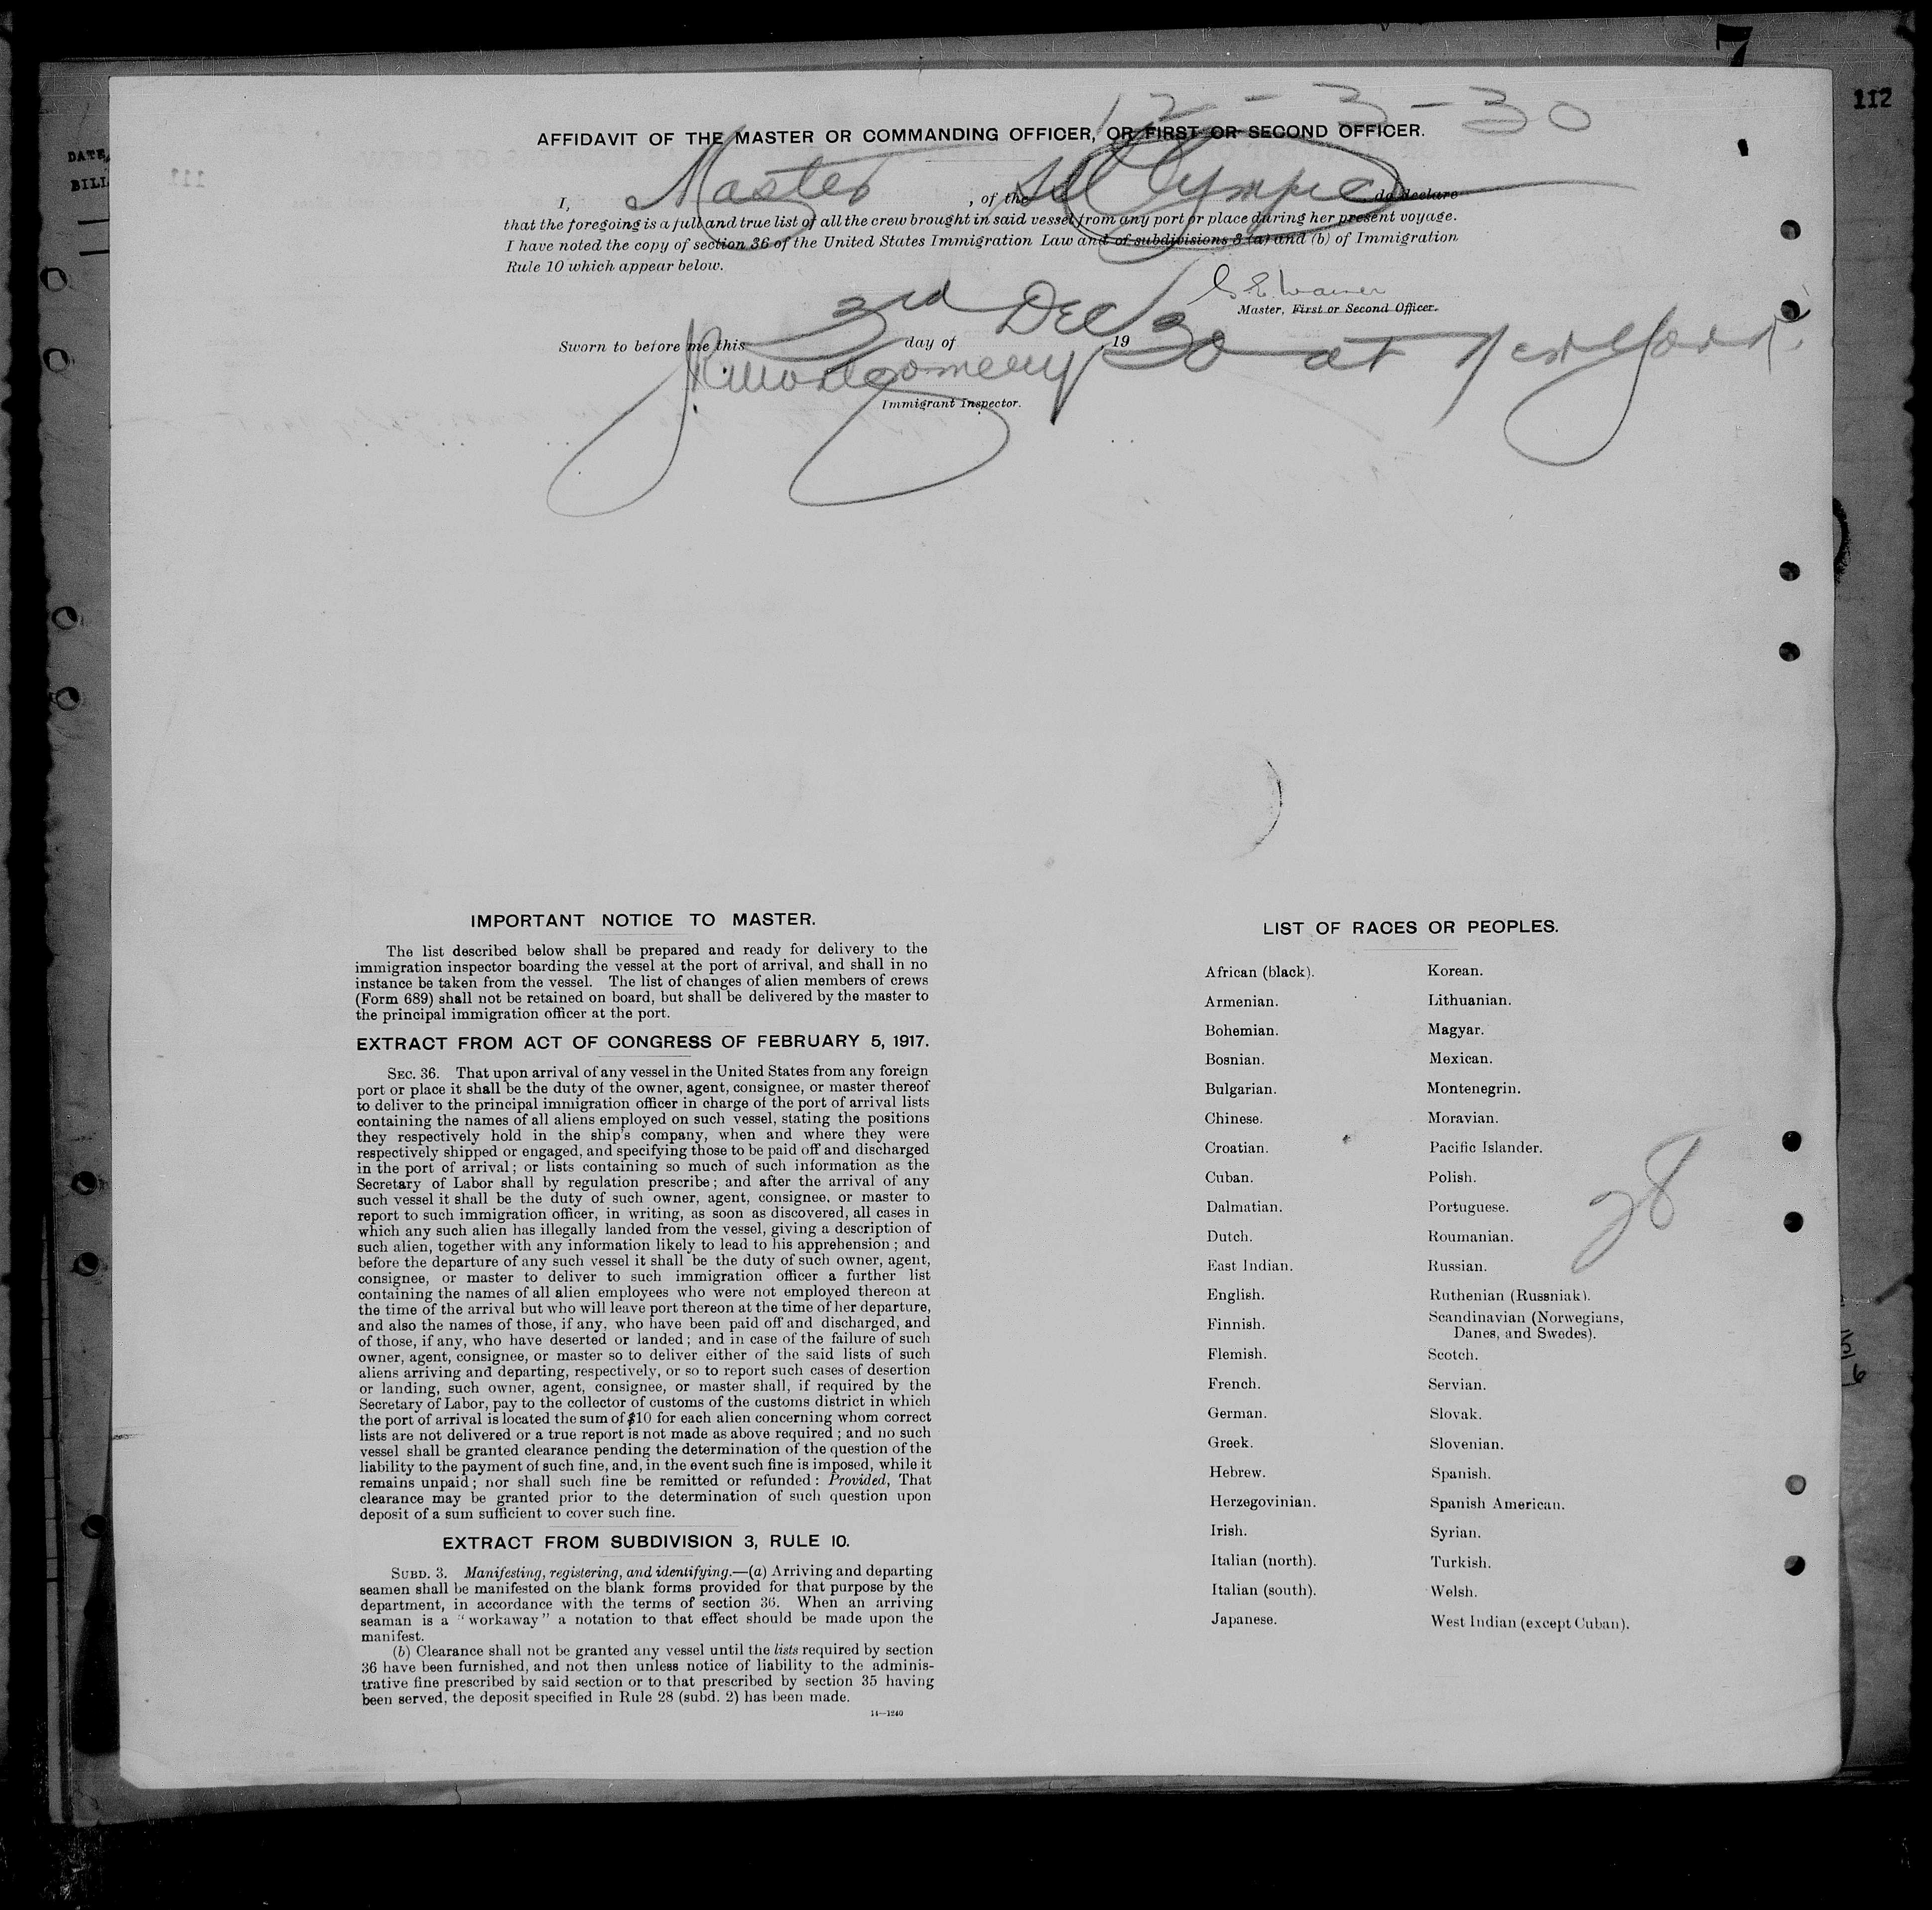 7
112
DATE,
BILL
111
12-3-30
AFFIDAVIT OF THE MASTER OR COMMANDING OFFICER, OR FIRST OR SECOND OFFICER.
I, Master, of the SS Olympic do declare
that the foregoing is a full and true list of all the crew brought in said vessel from any port or place during her present voyage.
I have noted the copy of section 36 of the United States Immigration Law and of subdivisions 3 (a) and (b) of Immigration
Rule 10 which appear below.
Master, First or Second Officer.
Sworn to before me this 3rd day of Dec, 1930 at New York.
J R Montgomery
Immigrant Inspector.
IMPORTANT NOTICE TO MASTER.
The list described below shall be prepared and ready for delivery to the
immigration inspector boarding the vessel at the port of arrival, and shall in no
instance be taken from the vessel. The list of changes of alien members of crews
(Form 689) shall not be retained on board, but shall be delivered by the master to
the principal immigration officer at the port.
EXTRACT FROM ACT OF CONGRESS OF FEBRUARY 5, 1917.
SEC. 36. That upon arrival of any vessel in the United States from any foreign
port or place it shall be the duty of the owner, agent, consignee, or master thereof
to deliver to the principal immigration officer in charge of the port of arrival lists
containing the names of all aliens employed on such vessel, stating the positions
they respectively hold in the ship's company, when and where they were
respectively shipped or engaged, and specifying those to be paid off and discharged
in the port of arrival; or lists containing so much of such information as the
Secretary of Labor shall by regulation prescribe; and after the arrival of any
such vessel it shall be the duty of such owner, agent, consignee, or master to
report to such immigration officer, in writing, as soon as discovered, all cases in
which any such alien has illegally landed from the vessel, giving a description of
such alien, together with any information likely to lead to his apprehension; and
before the departure of any such vessel it shall be the duty of such owner, agent,
consignee, or master to deliver to such immigration officer a further list
containing the names of all alien employees who were not employed thereon at
the time of the arrival but who will leave port thereon at the time of her departure,
and also the names of those, if any, who have been paid off and discharged, and
of those, if any, who have deserted or landed; and in case of the failure of such
owner, agent, consignee, or master so to deliver either of the said lists of such
aliens arriving and departing, respectively, or so to report such cases of desertion
or landing, such owner, agent, consignee, or master shall, if required by the
Secretary of Labor, pay to the collector of customs of the customs district in which
the port of arrival is located the sum of $10 for each alien concerning whom correct
lists are not delivered or a true report is not made as above required; and no such
vessel shall be granted clearance pending the determination of the question of the
liability to the payment of such fine, and, in the event such fine is imposed, while it
remains unpaid; nor shall such fine be remitted or refunded: Provided, That
clearance may be granted prior to the determination of such question upon
deposit of a sum sufficient to cover such fine.
EXTRACT FROM SUBDIVISION 3, RULE 10.
SUBD. 3. Manifesting, registering, and identifying.—(a) Arriving and departing
seamen shall be manifested on the blank forms provided for that purpose by the
department, in accordance with the terms of section 36. When an arriving
seaman is a "workaway" a notation to that effect should be made upon the
manifest.
(b) Clearance shall not be granted any vessel until the lists required by section
36 have been furnished, and not then unless notice of liability to the adminis-
trative fine prescribed by said section or to that prescribed by section 35 having
been served, the deposit specified in Rule 28 (subd. 2) has been made.
14—1240
LIST OF RACES OR PEOPLES.
African (black).
Armenian.
Bohemian.
Bosnian.
Bulgarian.
Chinese.
Croatian.
Cuban.
Dalmatian.
Dutch.
East Indian.
English.
Finnish.
Flemish.
French.
German.
Greek.
Hebrew.
Herzegovinian.
Irish.
Italian (north).
Italian (south).
Japanese.
Korean.
Lithuanian.
Magyar.
Mexican.
Montenegrin.
Moravian.
Pacific Islander.
Polish.
Portuguese.
Roumanian.
Russian.
Ruthenian (Russniak).
Scandinavian (Norwegians,
Danes, and Swedes).
Scotch.
Servian.
Slovak.
Slovenian.
Spanish.
Spanish American.
Syrian.
Turkish.
Welsh.
West Indian (except Cuban).
28